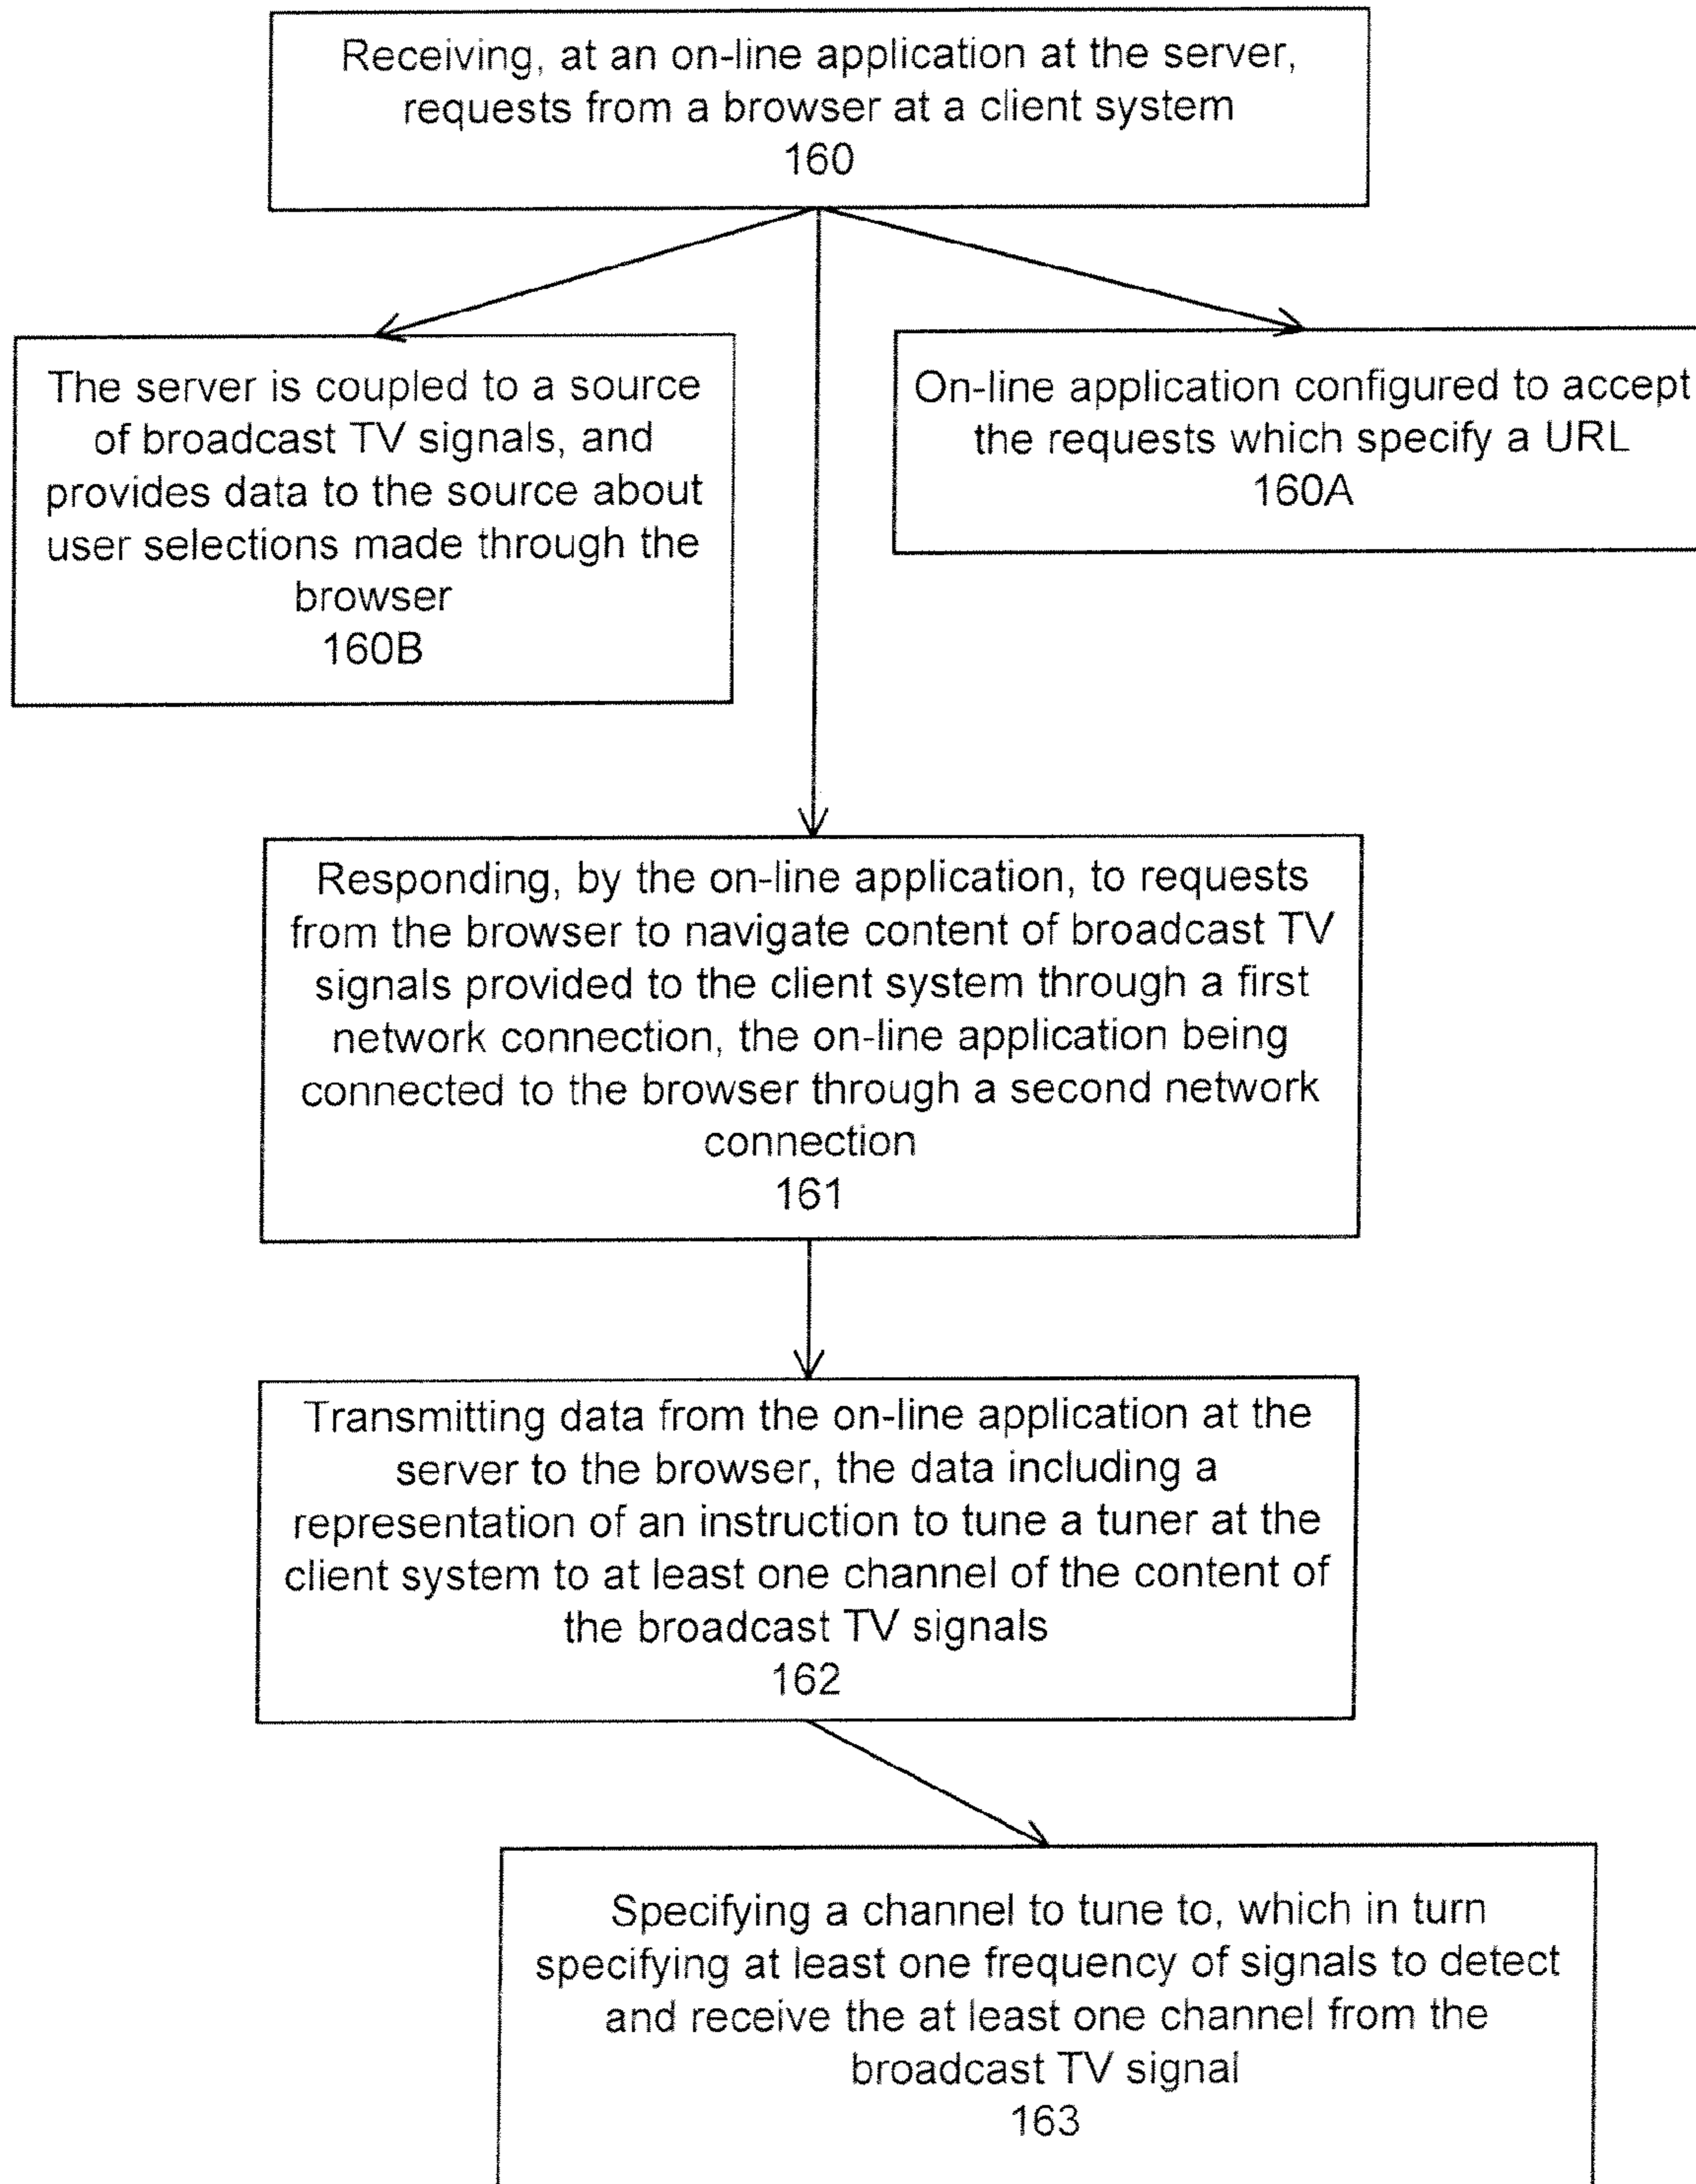 Receiving, at an on-line application at the server,
requests from a browser at a client system
160
The server is coupled to a source
of broadcast TV signals, and
provides data to the source about
user selections made through the
browser
160B
On-line application configured to accept
the requests which specify a URL
160A
Responding, by the on-line application, to requests
from the browser to navigate content of broadcast TV
signals provided to the client system through a first
network connection, the on-line application being
connected to the browser through a second network
connection
161
Transmitting data from the on-line application at the
server to the browser, the data including a
representation of an instruction to tune a tuner at the
client system to at least one channel of the content of
the broadcast TV signals
162
Specifying a channel to tune to, which in turn
specifying at least one frequency of signals to detect
and receive the at least one channel from the
broadcast TV signal
163